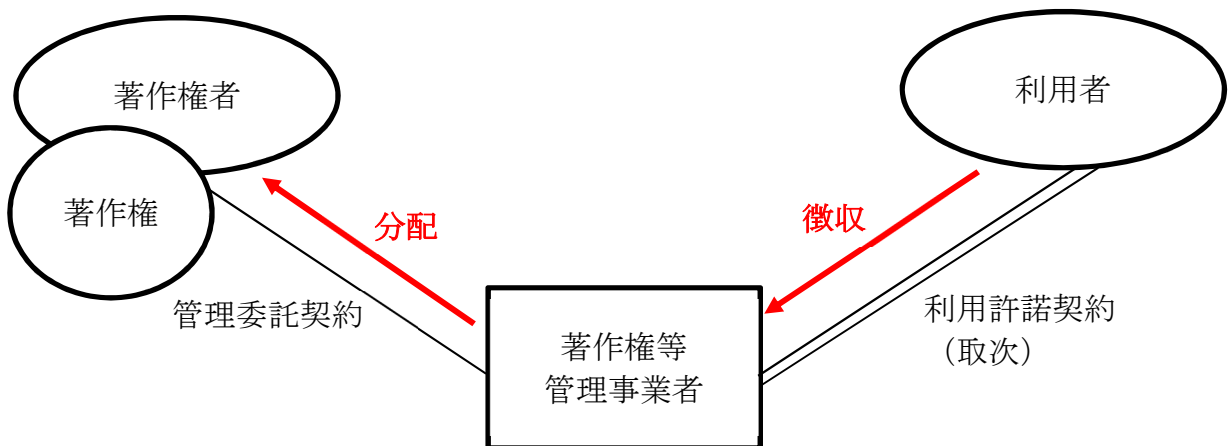 著作権者
利用者
著作権
分配
徴収
管理委託契約
利用許諾契約
（取次）
著作権等
管理事業者